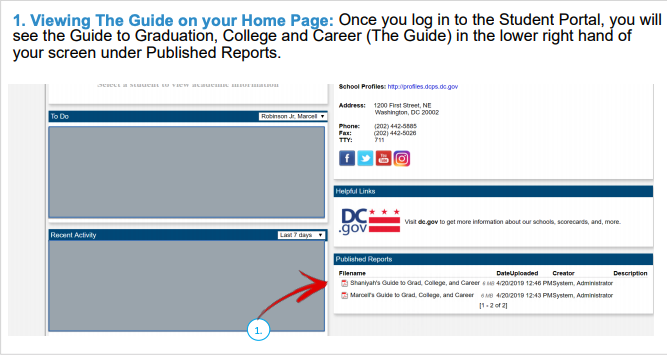 1. Viewing The Guide on your Home Page: Once you log in to the Student Portal, you will
see the Guide to Graduation, College and Career (The Guide) in the lower right hand of
your screen under Published Reports.
Select a student to view academic information
School Profiles: http://profiles.dcps.dc.gov
Address: 1200 First Street, NE
Washington, DC 20002
To Do
Robinson Jr, Marcell
Phone: (202) 442-5885
Fax: (202) 442-5026
TTY: 711
f
You Tube
Helpful Links
DC
.gov
Visit dc.gov to get more information about our schools, scorecards, and, more.
Recent Activity
Last 7 days
Published Reports
Filename DateUploaded Creator Description
Shaniyah's Guide to Grad, College, and Career 6 MB 4/20/2019 12:46 PMSystem, Administrator
Marcell's Guide to Grad, College, and Career 6 MB 4/20/2019 12:43 PMSystem, Administrator
[1 - 2 of 2]
1.